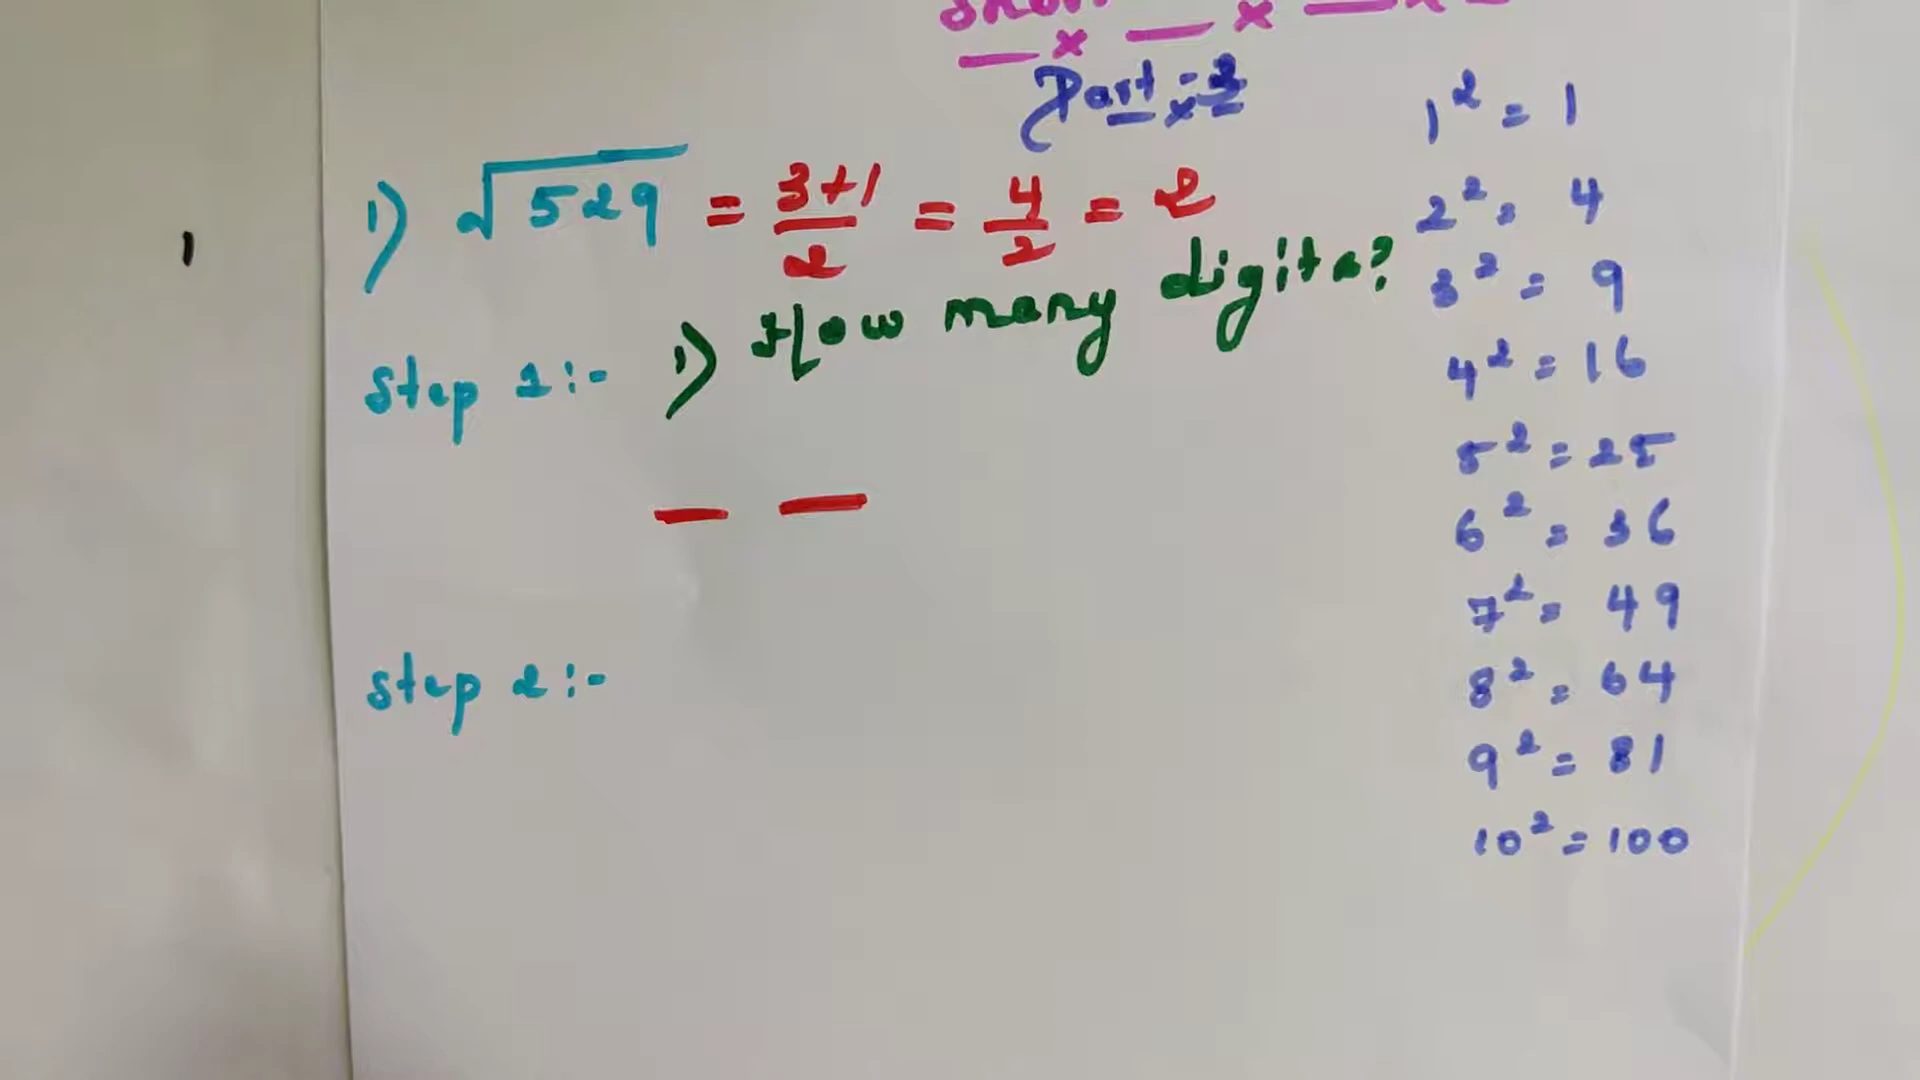 Part - 2
1) √529 = 3+1/2 = 4/2 = 2
Step 1:- 1) How many digits?
Step 2:-
1² = 1
2² = 4
3² = 9
4² = 16
5² = 25
6² = 36
7² = 49
8² = 64
9² = 81
10² = 100